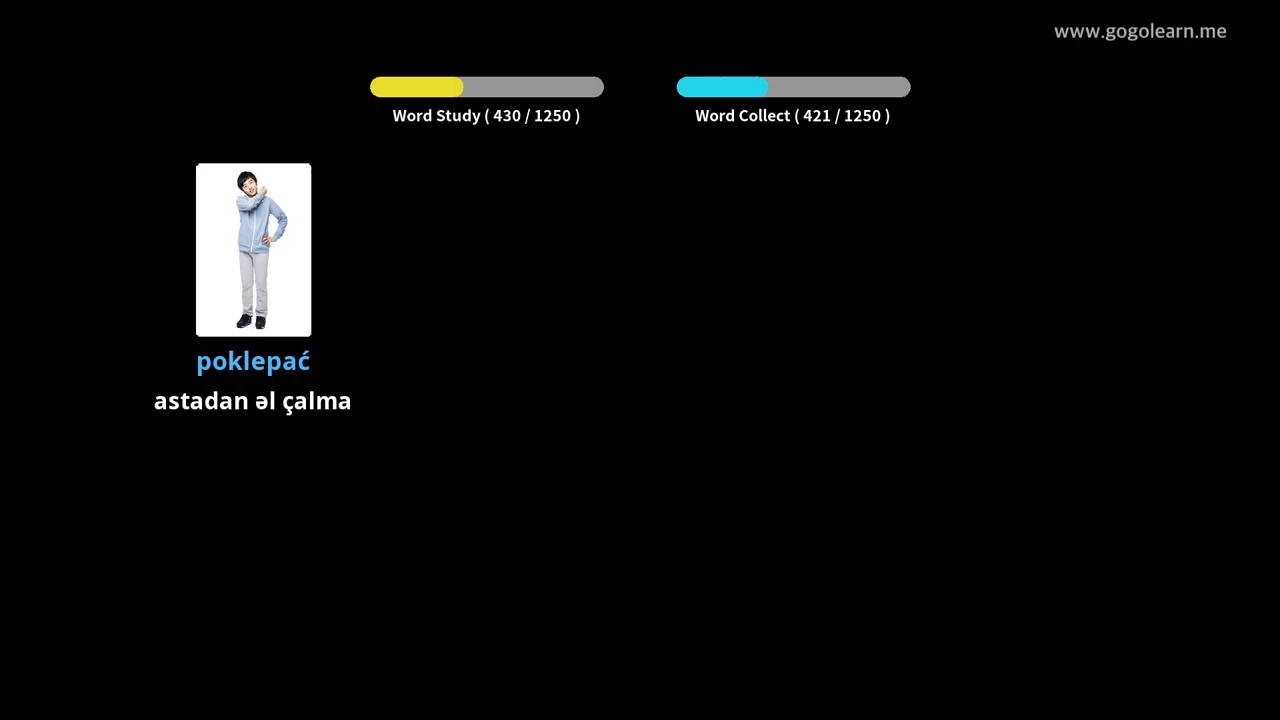 www.gogolearn.me
Word Study ( 430 / 1250 )
Word Collect ( 421 / 1250 )
poklepać
astadan əl çalma